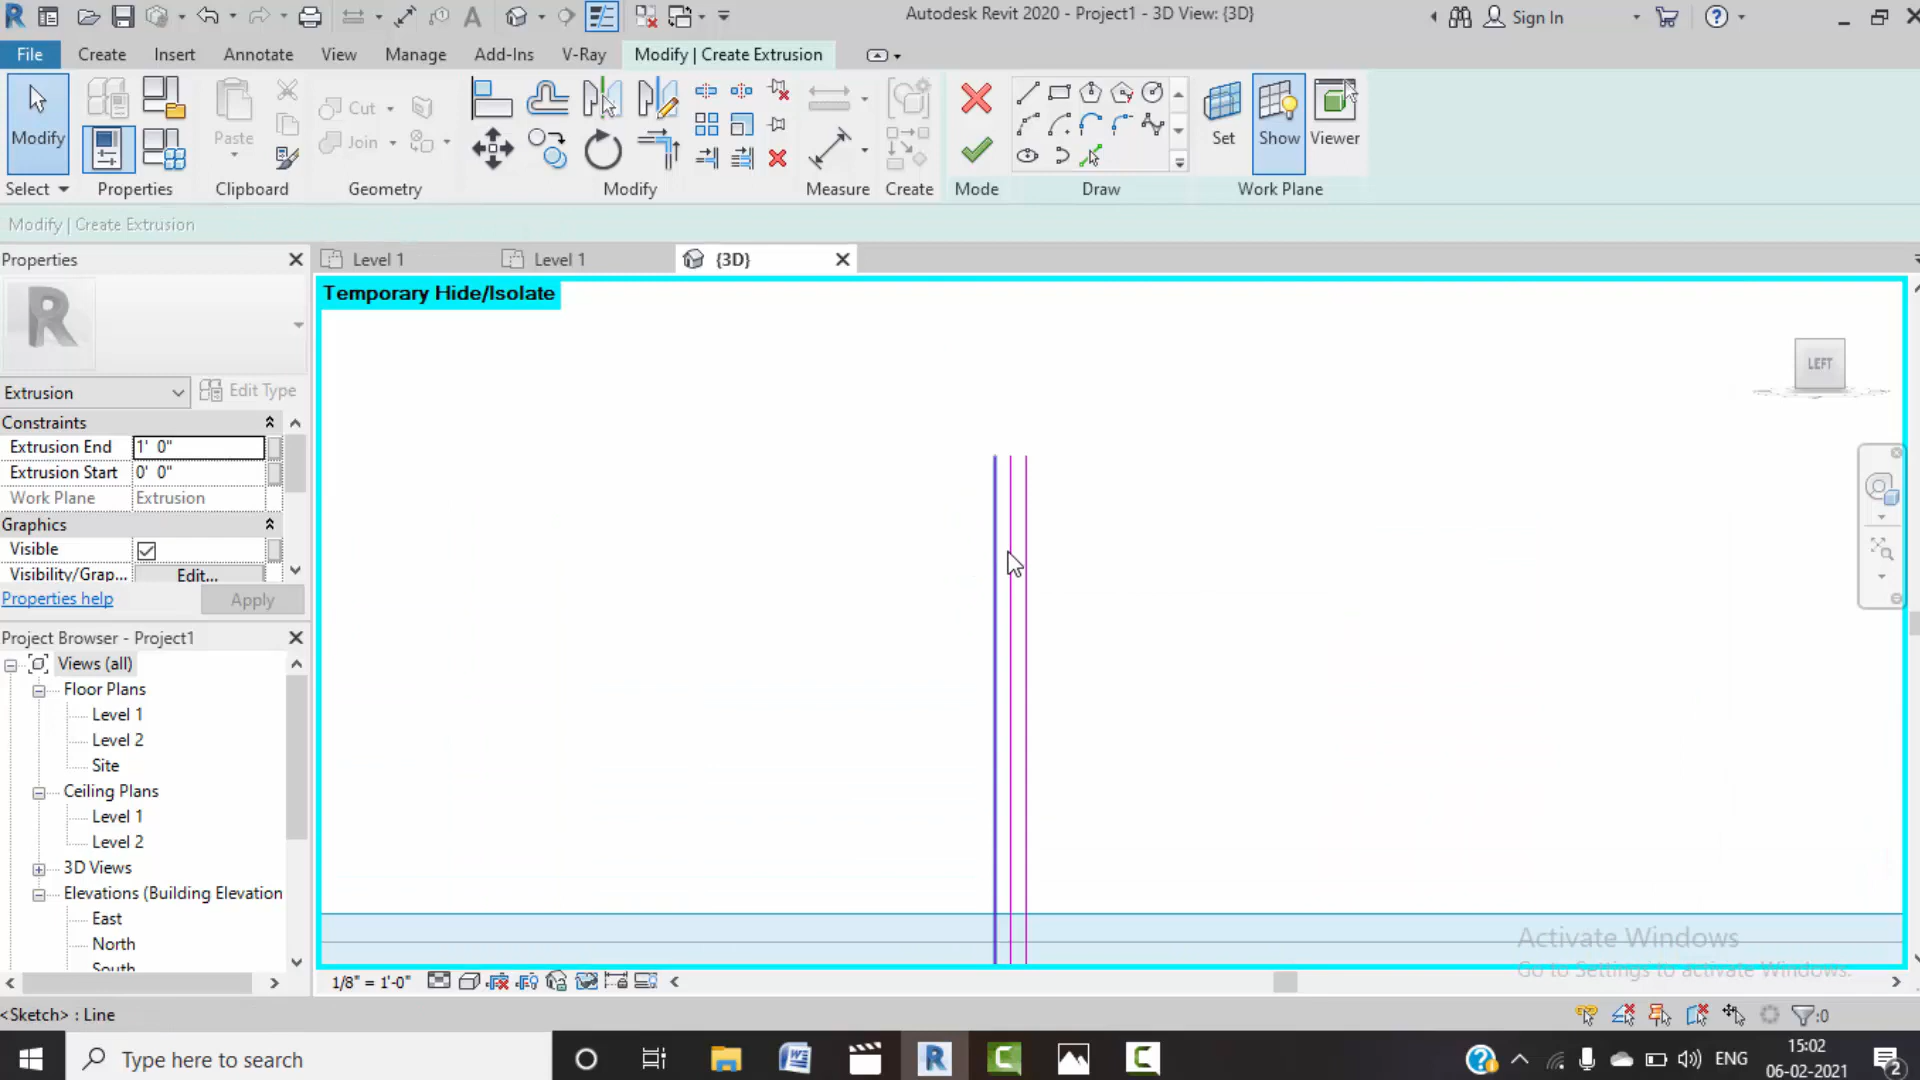 Autodesk Revit 2020 - Project1 - 3D View: {3D}
Sign In
File
Create
Insert
Annotate
View
Manage
Add-Ins
V-Ray
Modify | Create Extrusion
Modify
Paste
Cut
Join
Set
Show
Viewer
Select
Properties
Clipboard
Geometry
Modify
Measure
Create
Mode
Draw
Work Plane
Modify | Create Extrusion
Properties
Level 1
Level 1
{3D}
Temporary Hide/Isolate
LEFT
Extrusion
Edit Type
Constraints
Extrusion End
1'  0"
Extrusion Start
0'  0"
Work Plane
Extrusion
Graphics
Visible
Visibility/Grap...
Edit...
Properties help
Apply
Project Browser - Project1
Views (all)
Floor Plans
Level 1
Level 2
Site
Ceiling Plans
Level 1
Level 2
3D Views
Elevations (Building Elevation
East
North
South
Activate Windows
Go to Settings to activate Windows.
1/8" = 1'-0"
<Sketch> : Line
:0
Type here to search
ENG
15:02
06-02-2021
2